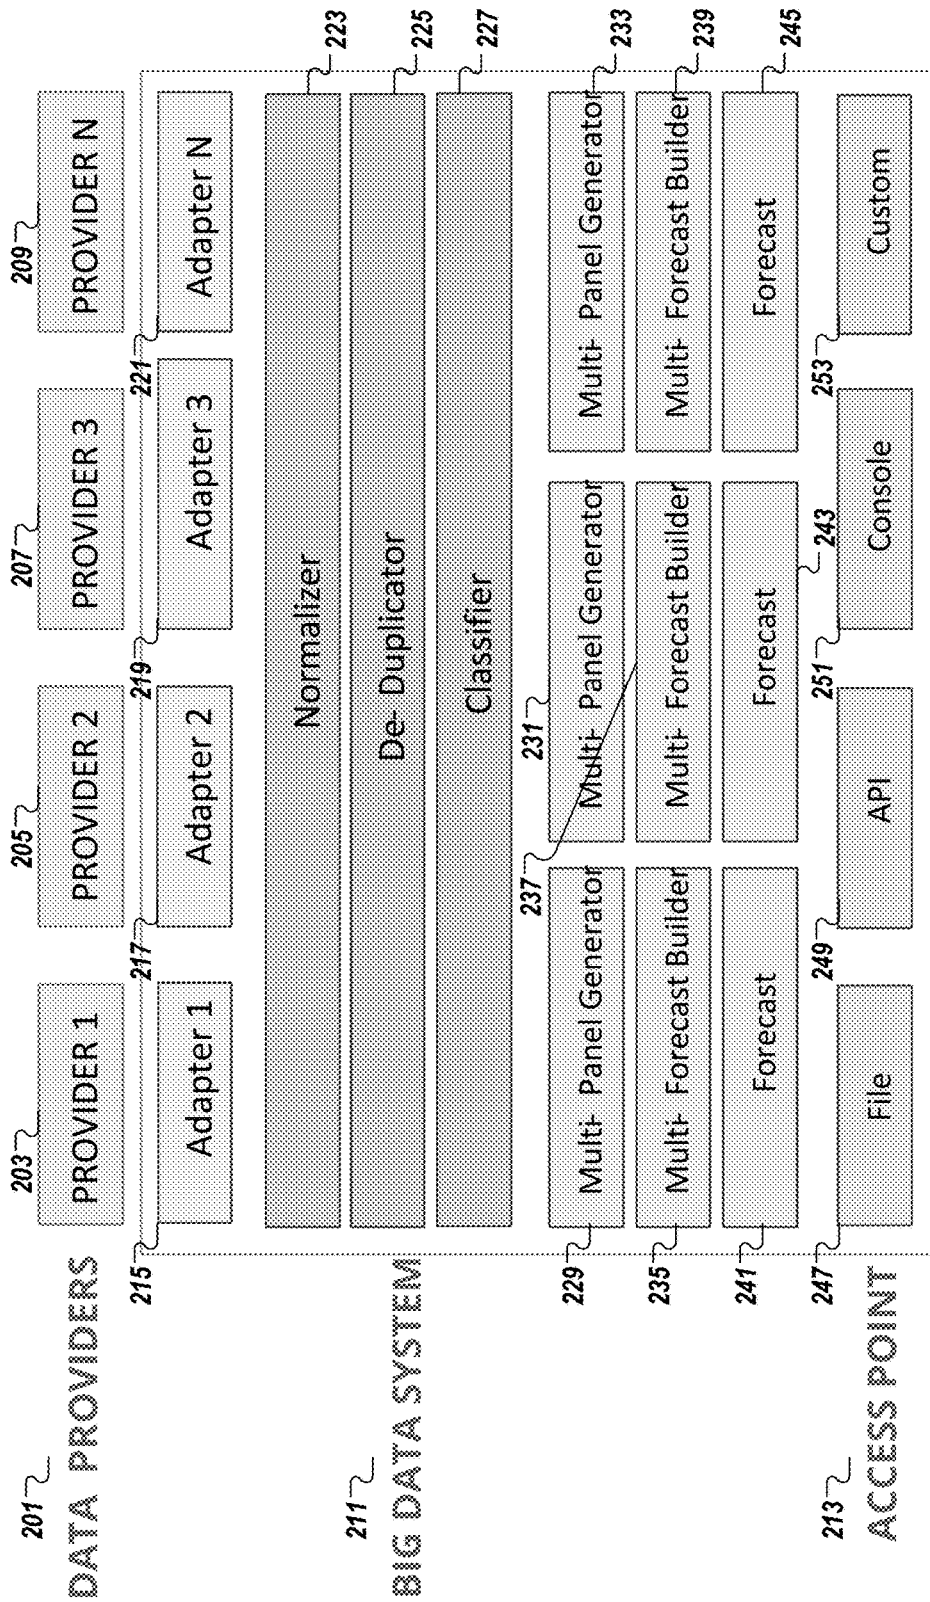 201
DATA PROVIDERS
203
PROVIDER 1
205
PROVIDER 2
207
PROVIDER 3
209
PROVIDER N
215
Adapter 1
217
Adapter 2
219
Adapter 3
221
Adapter N
211
BIG DATA SYSTEM
Normalizer
223
De- Duplicator
225
Classifier
227
229
Multi- Panel Generator
231
Multi- Panel Generator
Multi- Panel Generator
233
235
Multi- Forecast Builder
237
Multi- Forecast Builder
Multi- Forecast Builder
239
241
Forecast
Forecast
243
Forecast
245
213
ACCESS POINT
247
File
249
API
251
Console
253
Custom